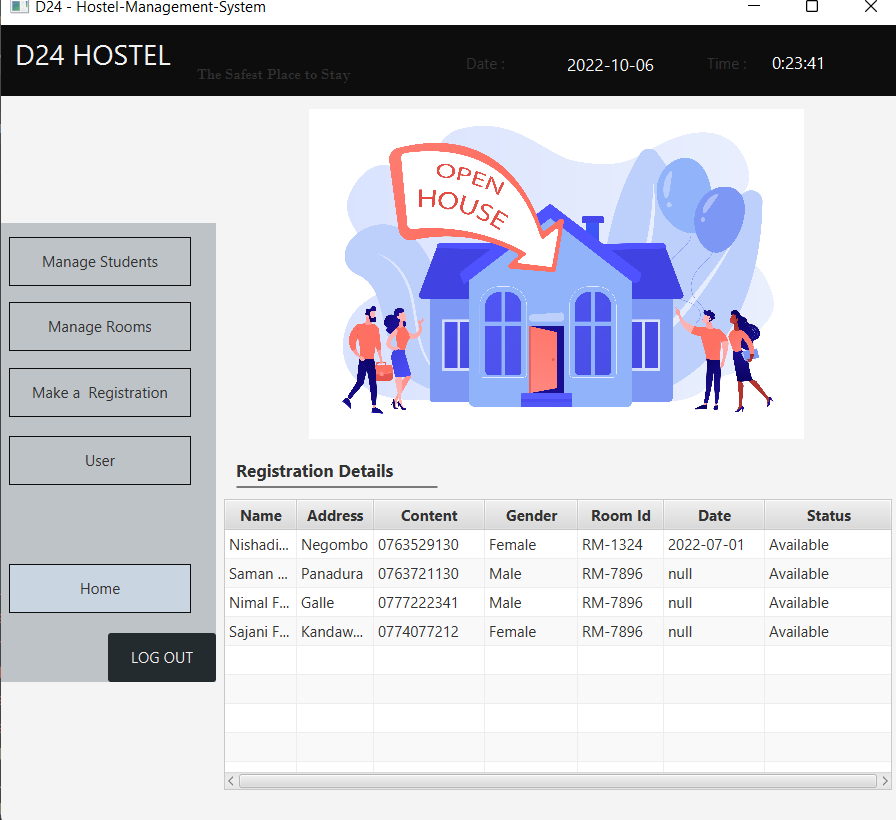 D24 - Hostel-Management-System
D24 HOSTEL
The Safest Place to Stay
Date :
2022-10-06
Time :
0:23:41
OPEN
HOUSE
Manage Students
Manage Rooms
Make a  Registration
User
Home
LOG OUT
Registration Details
Name Address Content Gender Room Id Date Status
Nishadi... Negombo 0763529130 Female RM-1324 2022-07-01 Available
Saman ... Panadura 0763721130 Male RM-7896 null Available
Nimal F... Galle 0777222341 Male RM-7896 null Available
Sajani F... Kandaw... 0774077212 Female RM-7896 null Available